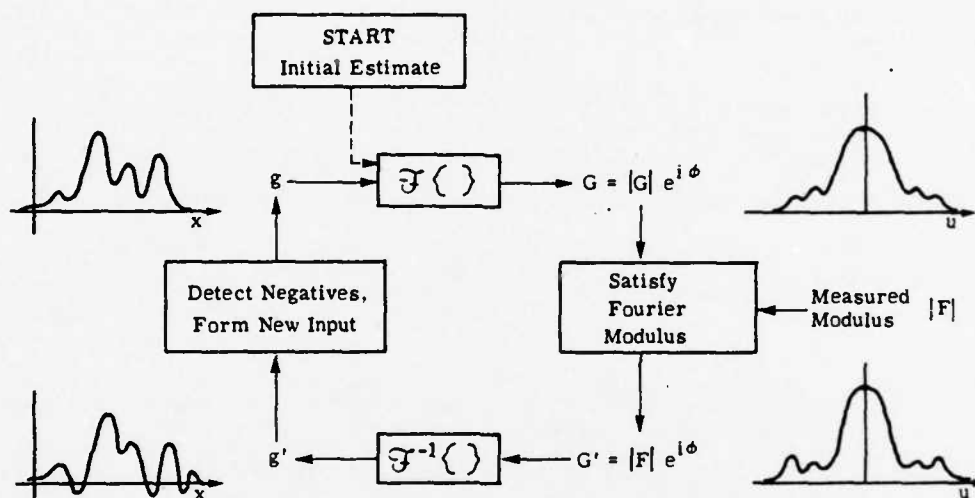 START
Initial Estimate
x
g
ℱ{ }
G = |G| e^{iϕ}
u
Detect Negatives,
Form New Input
Satisfy
Fourier
Modulus
Measured
Modulus |F|
x
g'
ℱ⁻¹{ }
G' = |F| e^{iϕ}
u